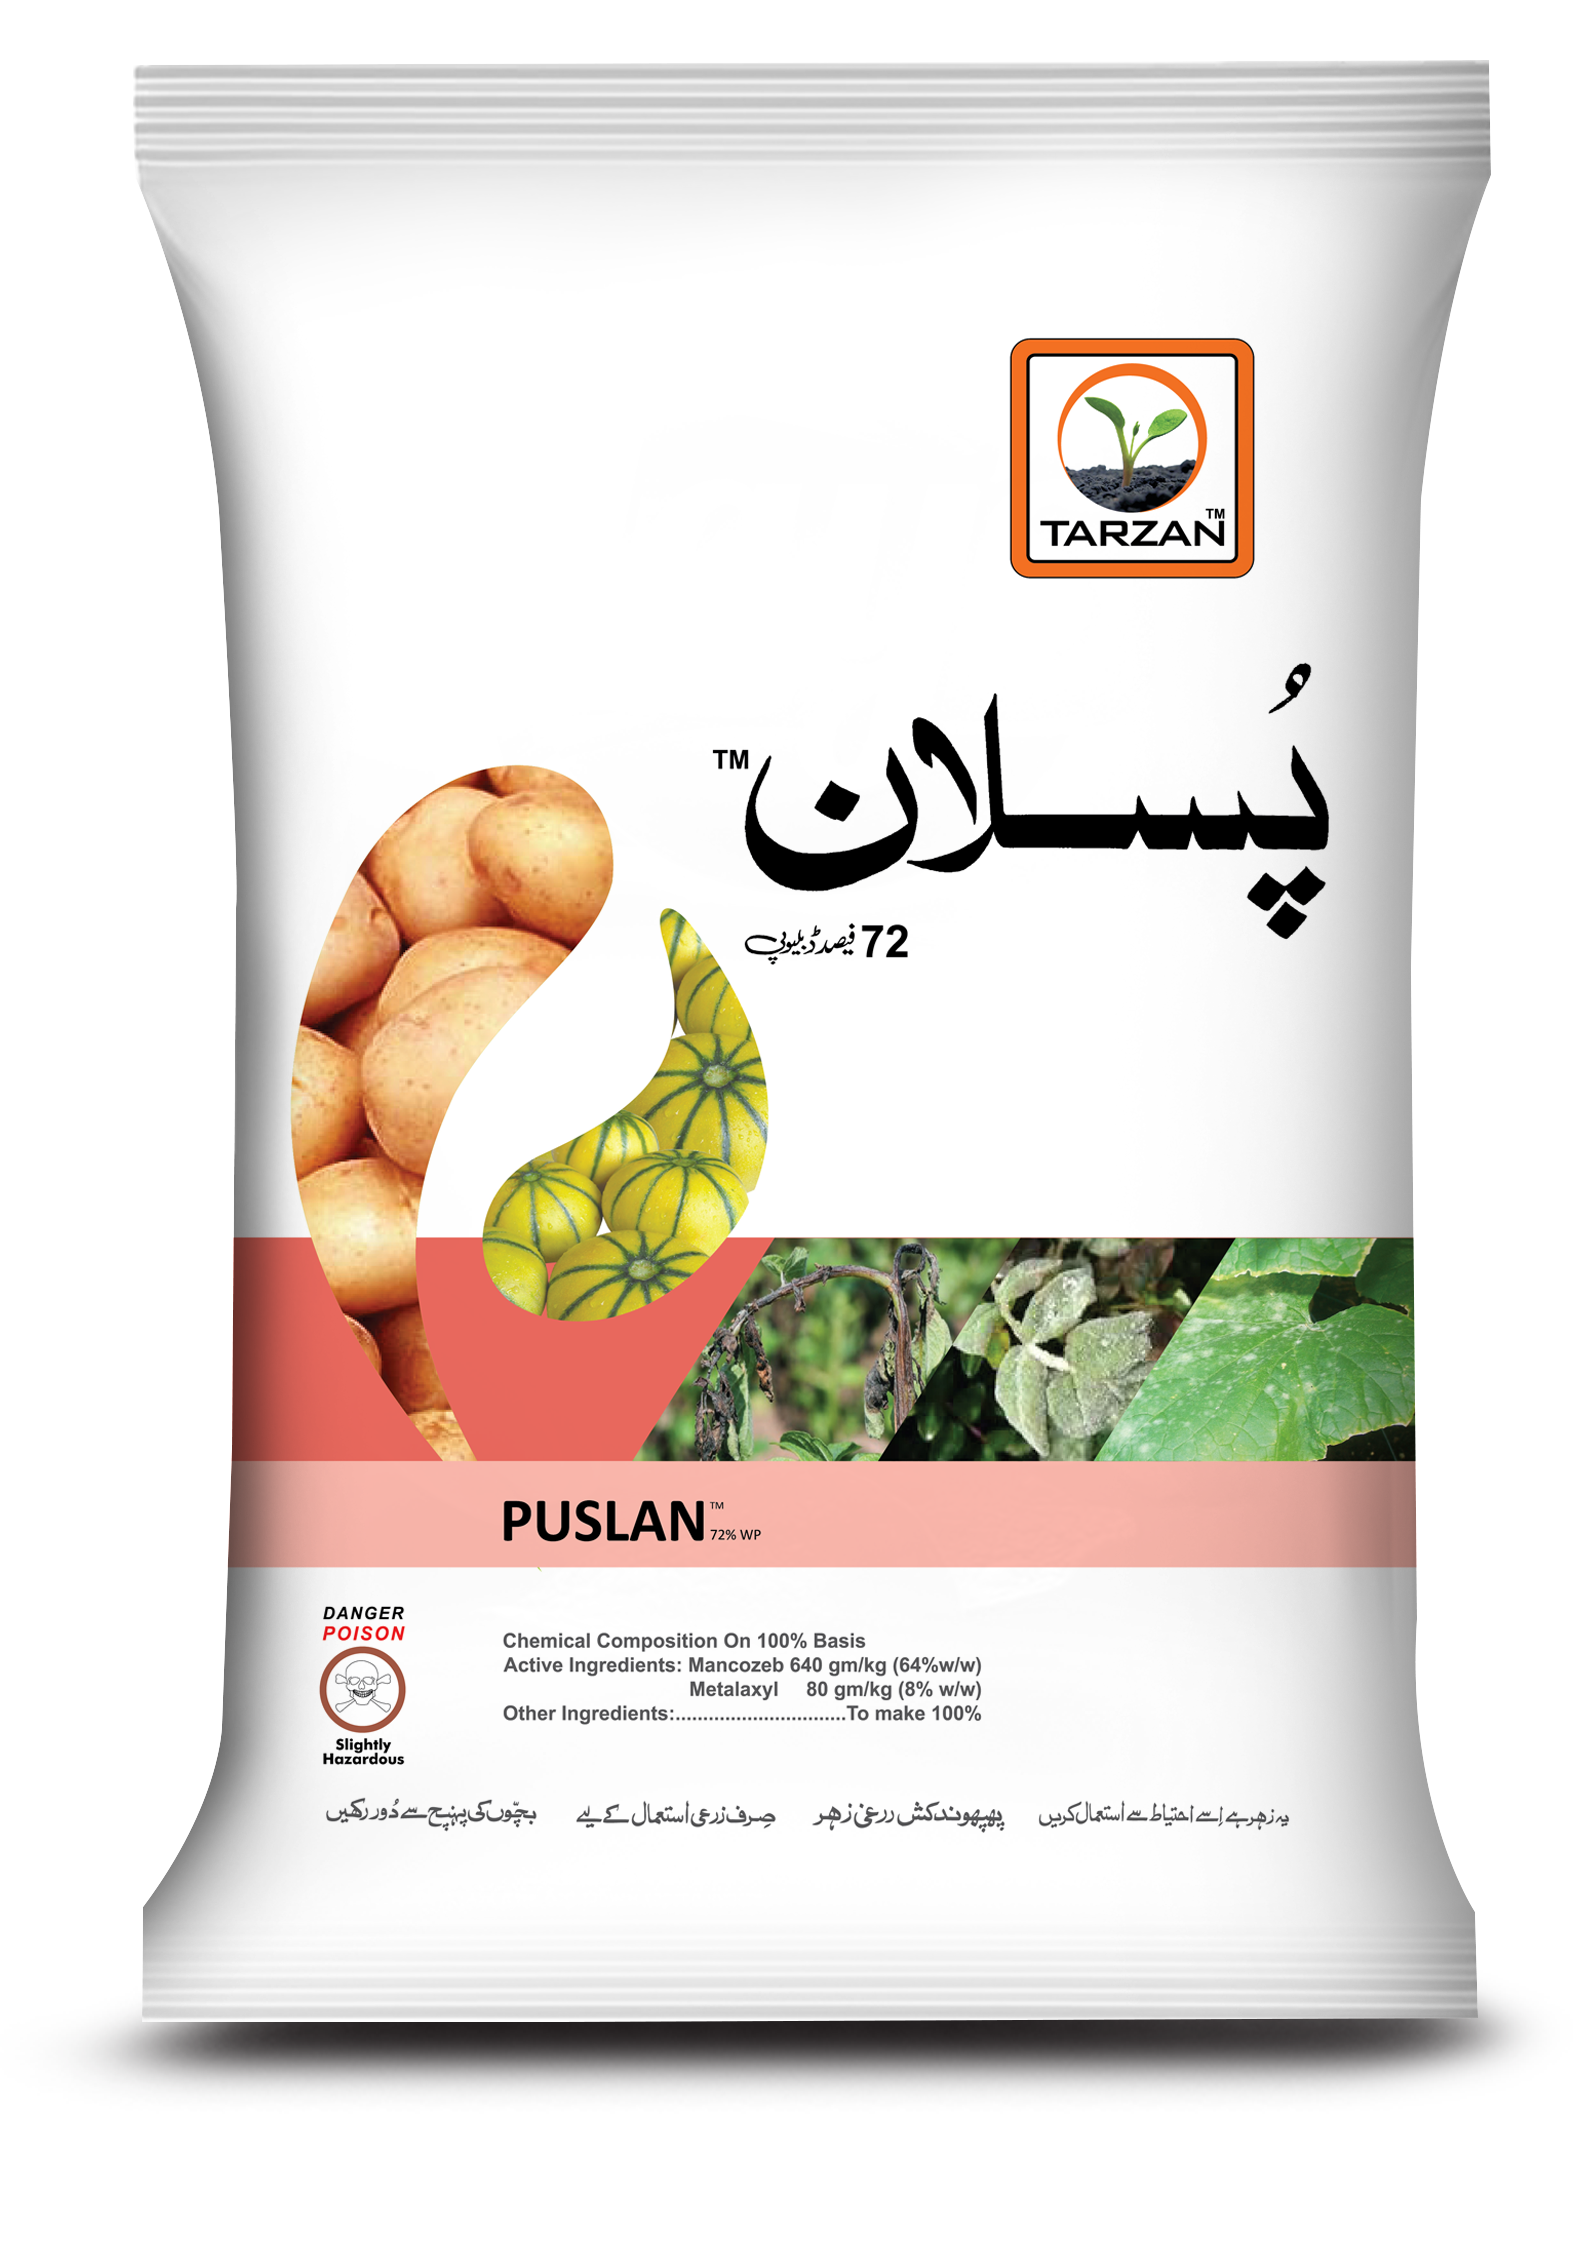 TARZAN™
پُسلان™
72 فیصد ڈبلیوپی
PUSLAN™
72% WP
DANGER
POISON
Slightly
Hazardous
Chemical Composition On 100% Basis
Active Ingredients: Mancozeb 640 gm/kg (64%w/w)
Metalaxyl 80 gm/kg (8% w/w)
Other Ingredients:...............................To make 100%
یہ زہر ہے اِسے احتیاط سے استعمال کریں پھپھوندکش زرعی زہر صِرف زرعی استعمال کے لیے بچّوں کی پہنچ سے دُور رکھیں